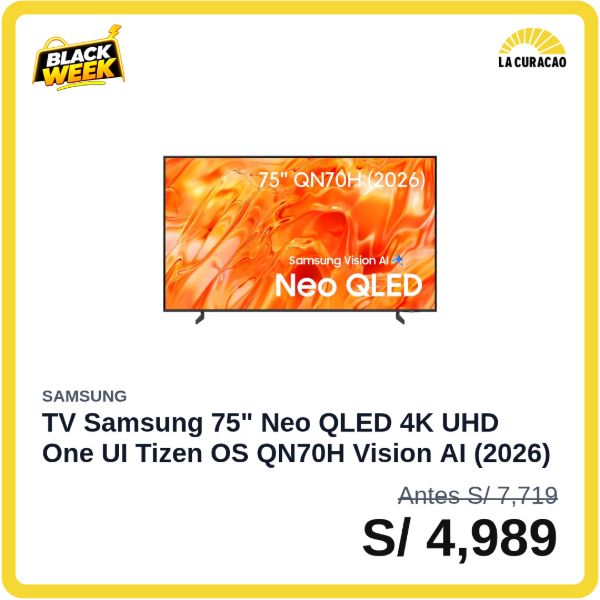 BLACK
WEEK
LA CURACAO
75" QN70H (2026)
Samsung Vision AI
Neo QLED
SAMSUNG
TV Samsung 75" Neo QLED 4K UHD
One UI Tizen OS QN70H Vision AI (2026)
Antes S/ 7,719
S/ 4,989